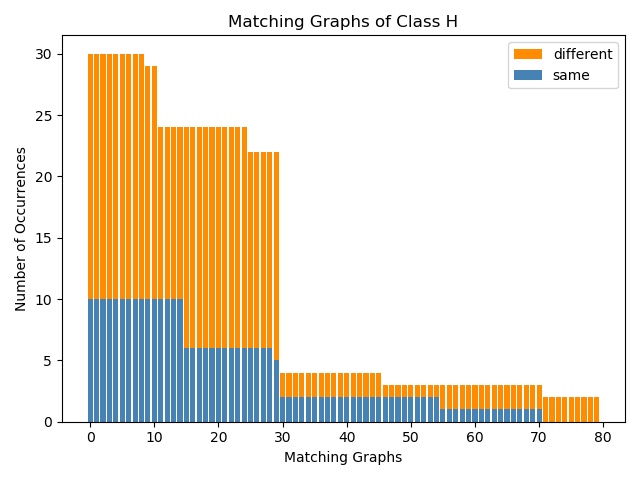 Matching Graphs of Class H
different
same
Number of Occurrences
30
25
20
15
10
5
0
0 10 20 30 40 50 60 70 80
Matching Graphs